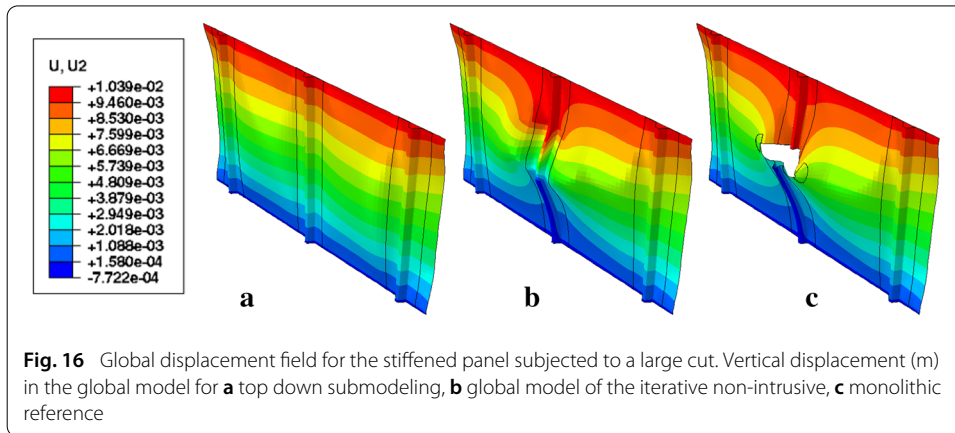 U, U2
+1.039e-02
+9.460e-03
+8.530e-03
+7.599e-03
+6.669e-03
+5.739e-03
+4.809e-03
+3.879e-03
+2.949e-03
+2.018e-03
+1.088e-03
+1.580e-04
-7.722e-04
a
b
c
Fig. 16 Global displacement field for the stiffened panel subjected to a large cut. Vertical displacement (m)
in the global model for a top down submodeling, b global model of the iterative non-intrusive, c monolithic
reference